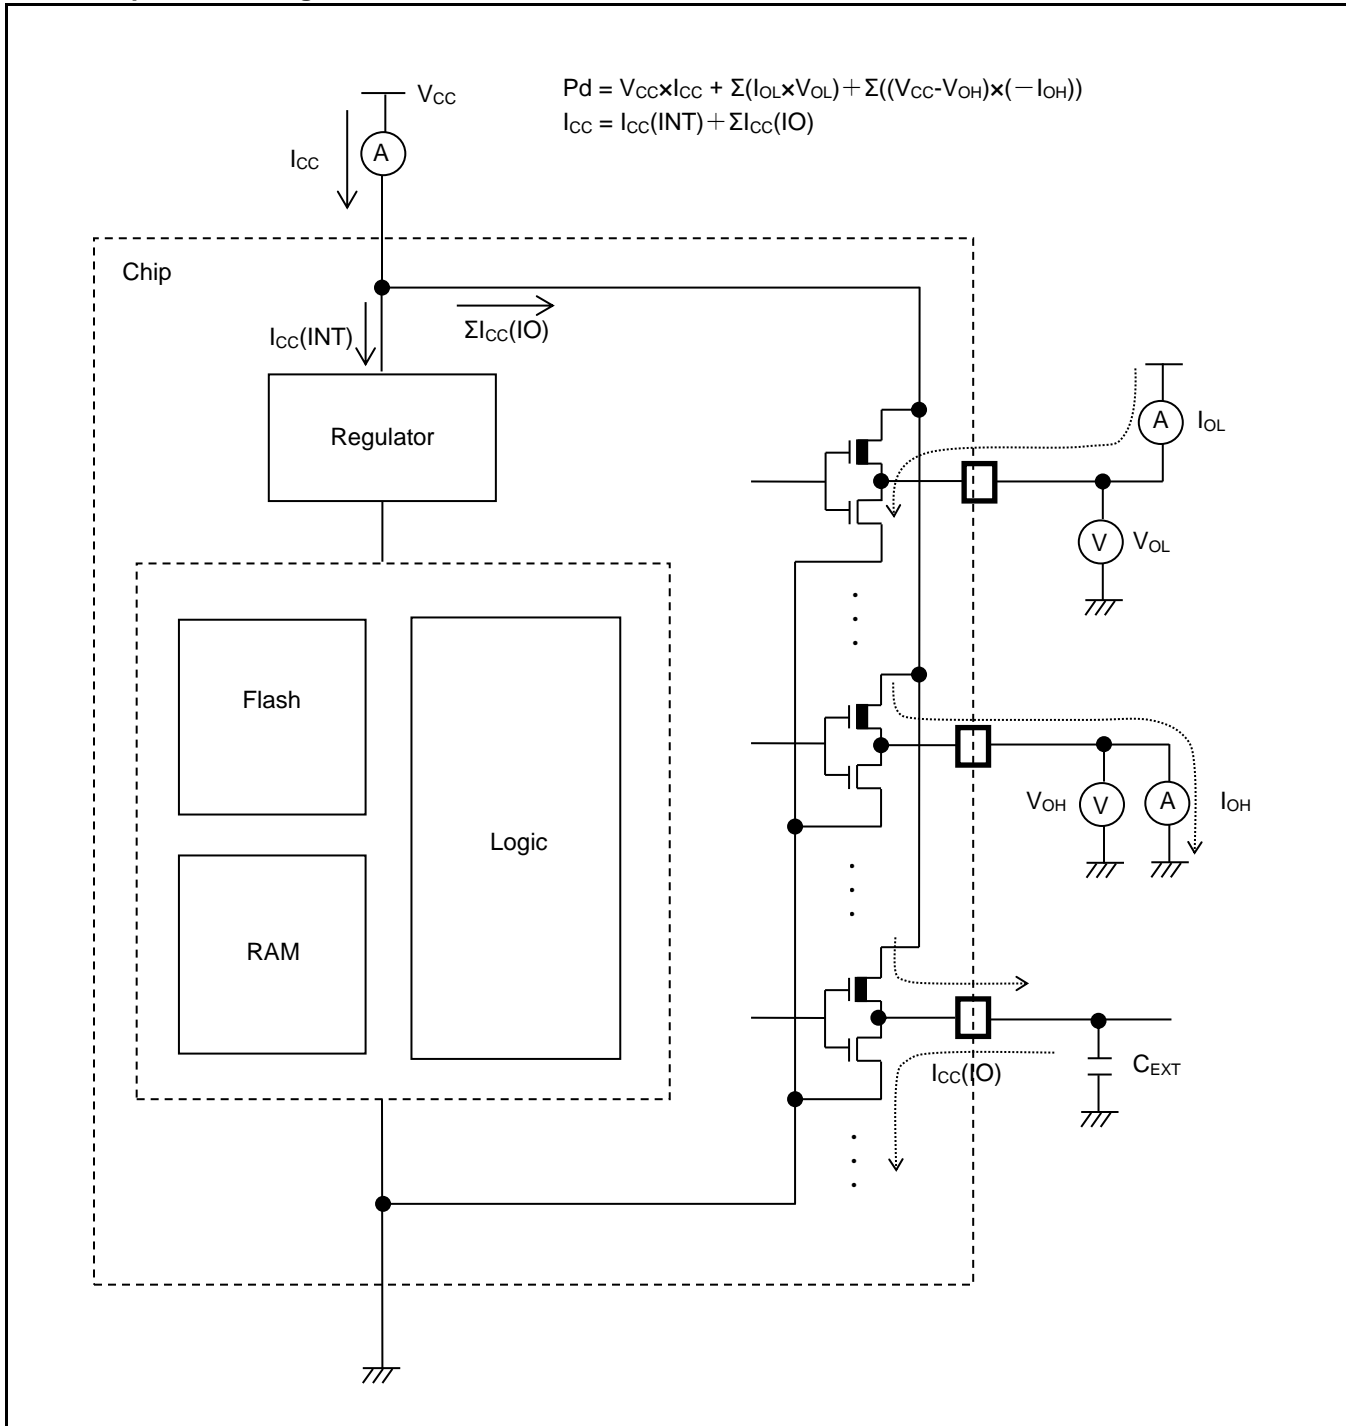 Pd = VCC×ICC + Σ(IOL×VOL)+Σ((VCC-VOH)×(-IOH))
ICC = ICC(INT)+ΣICC(IO)
VCC
A
ICC
Chip
ICC(INT)
ΣICC(IO)
Regulator
A
IOL
V
VOL
Flash
Logic
RAM
VOH
V
A
IOH
ICC(IO)
CEXT